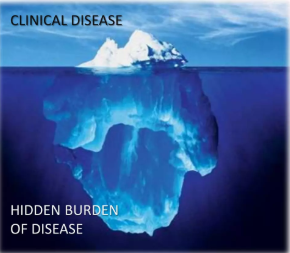 CLINICAL DISEASE
HIDDEN BURDEN
OF DISEASE